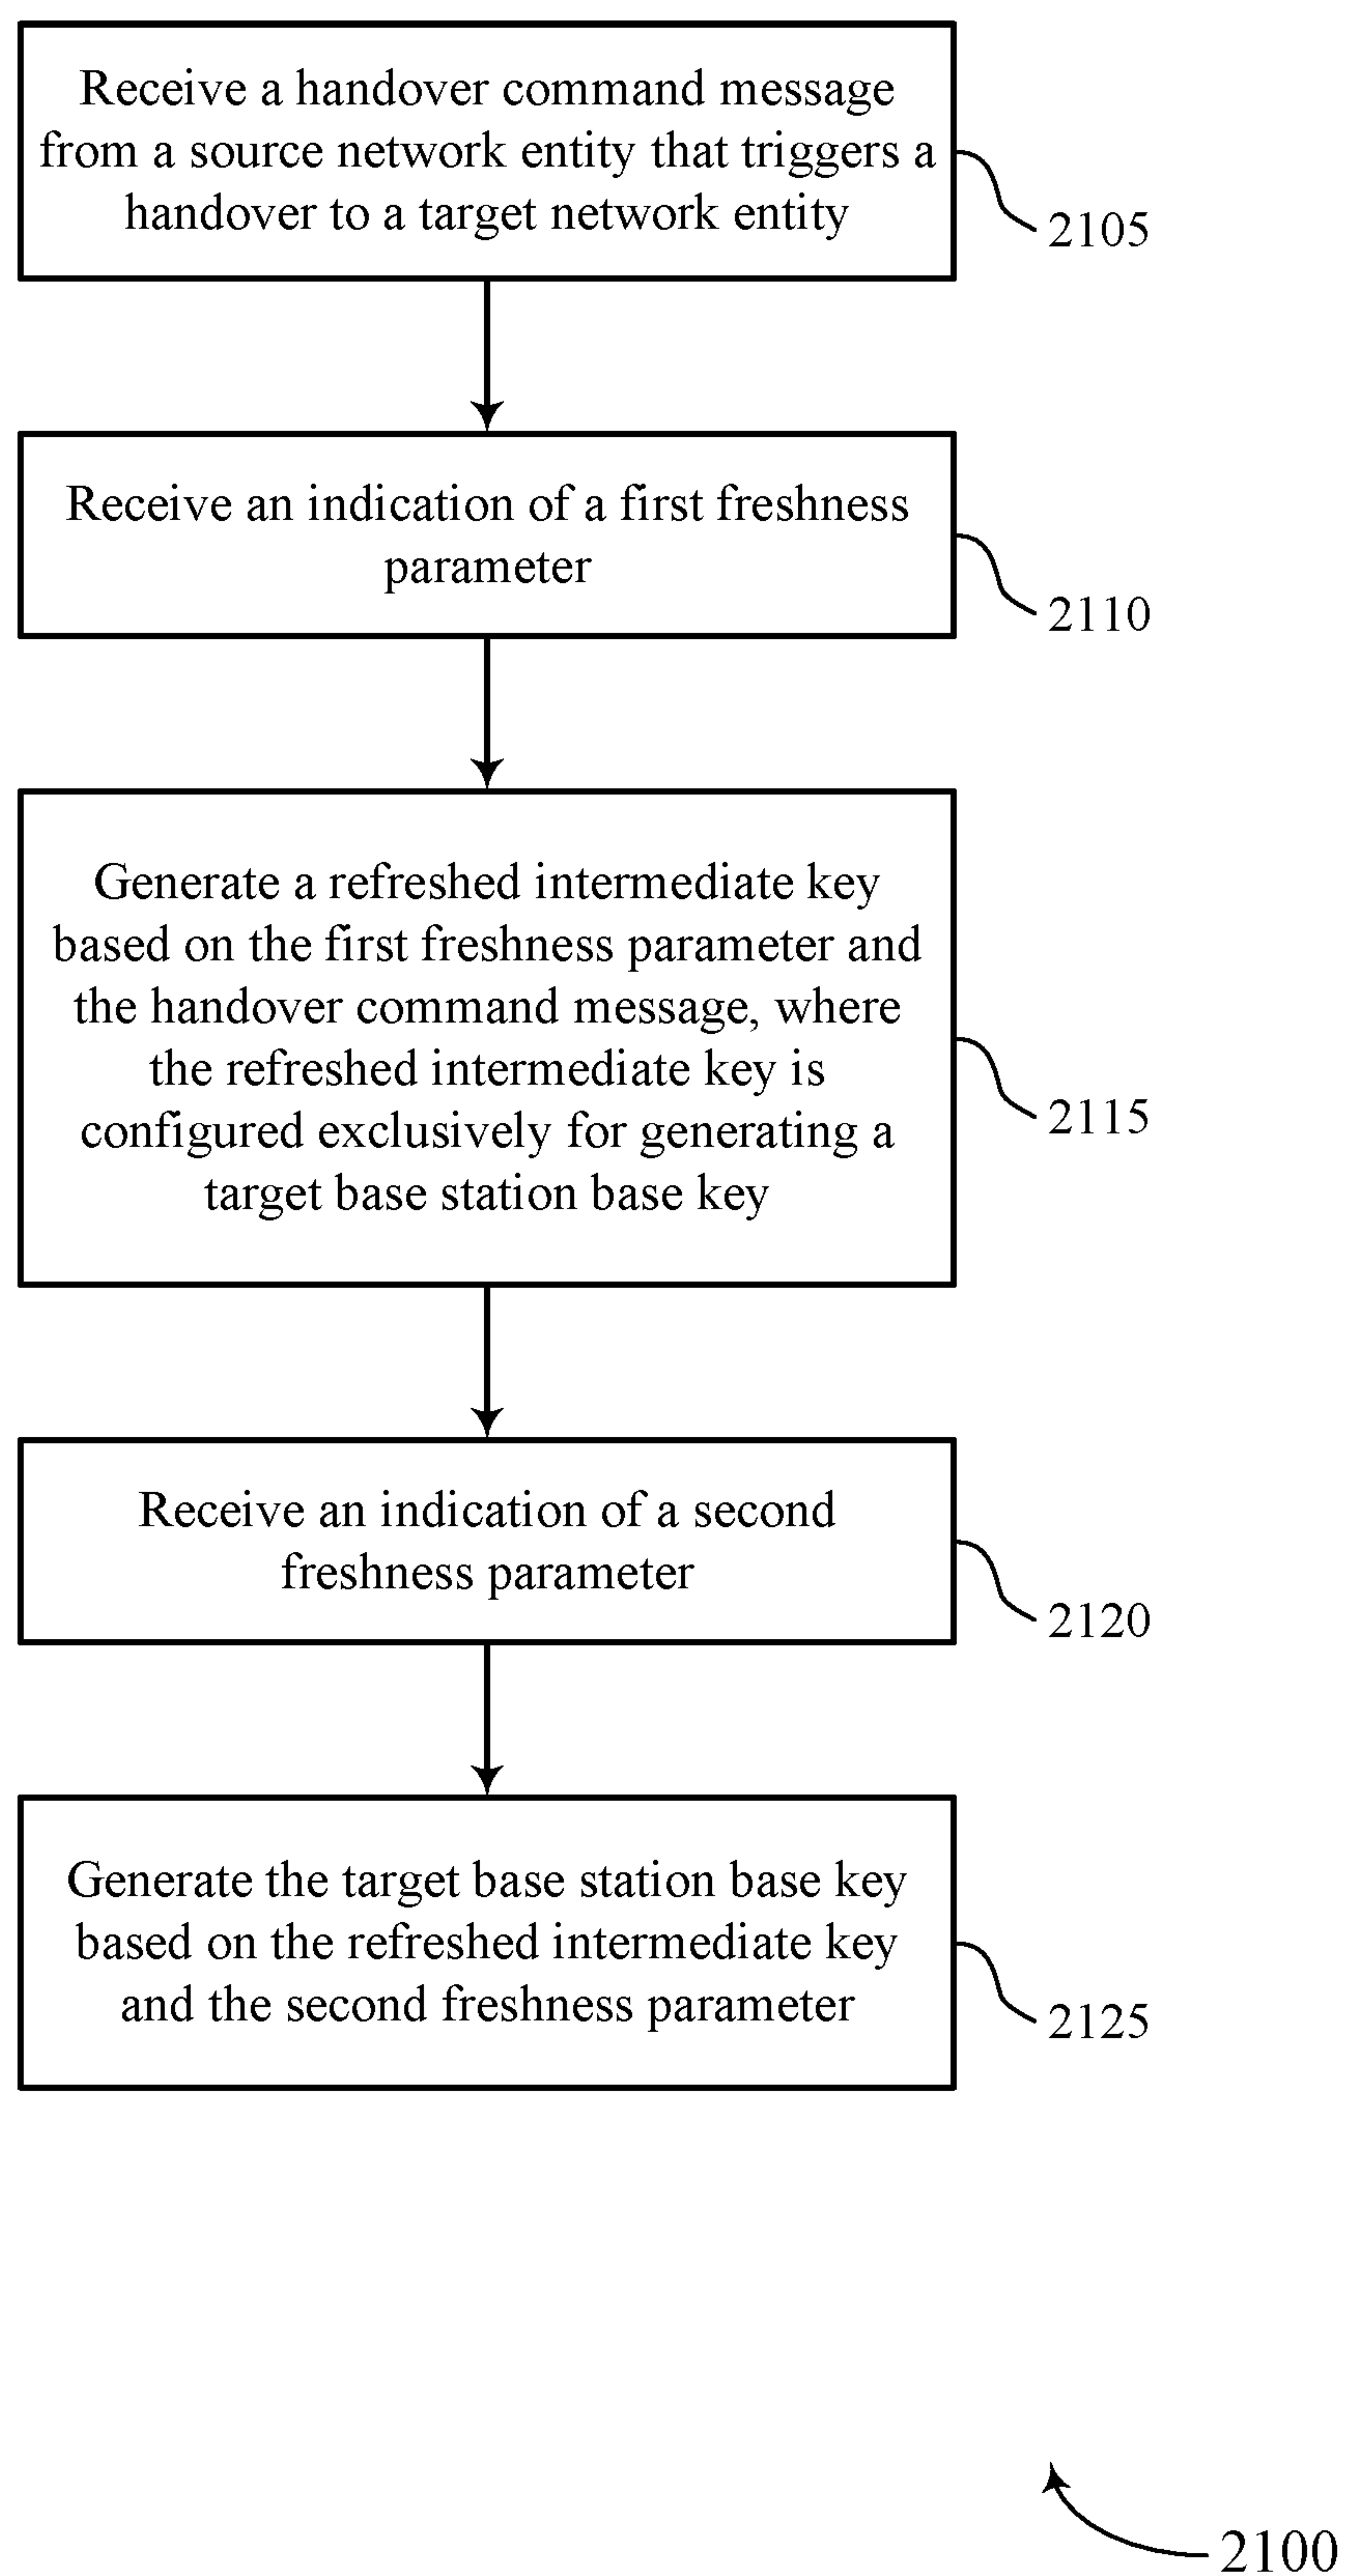 Receive a handover command message
from a source network entity that triggers a
handover to a target network entity
2105
Receive an indication of a first freshness
parameter
2110
Generate a refreshed intermediate key
based on the first freshness parameter and
the handover command message, where
the refreshed intermediate key is
configured exclusively for generating a
target base station base key
2115
Receive an indication of a second
freshness parameter
2120
Generate the target base station base key
based on the refreshed intermediate key
and the second freshness parameter
2125
2100